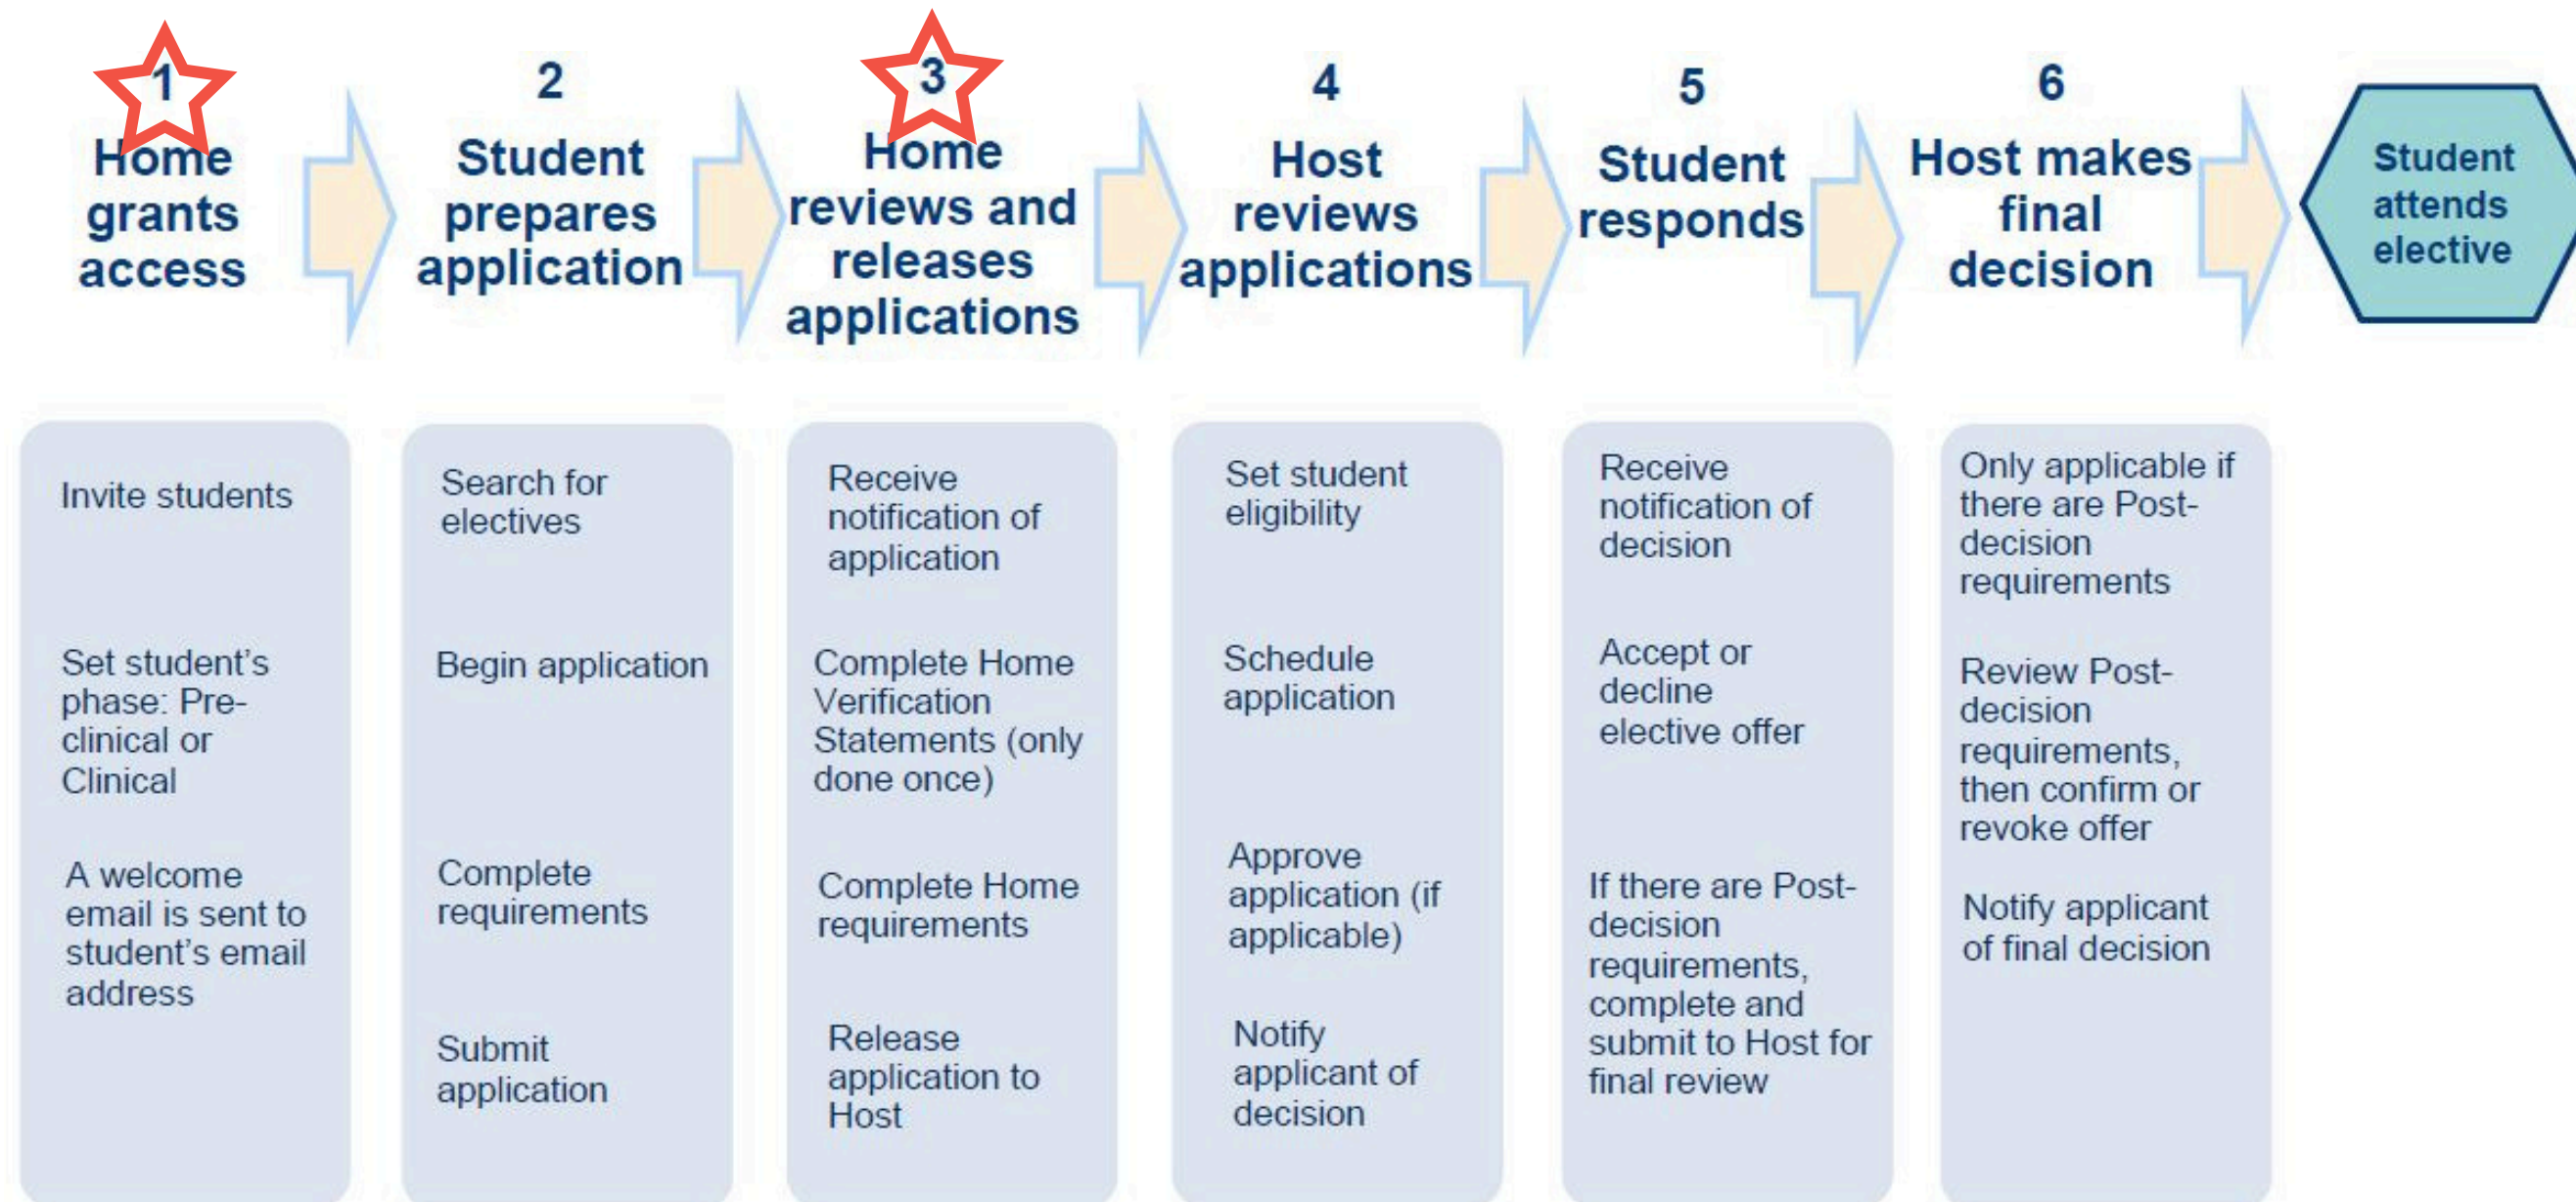 1
Home
grants
access
2
Student
prepares
application
3
Home
reviews and
releases
applications
4
Host
reviews
applications
5
Student
responds
6
Host makes
final
decision
Student
attends
elective
Invite students
Set student's
phase: Pre-
clinical or
Clinical
A welcome
email is sent to
student's email
address
Search for
electives
Begin application
Complete
requirements
Submit
application
Receive
notification of
application
Complete Home
Verification
Statements (only
done once)
Complete Home
requirements
Release
application to
Host
Set student
eligibility
Schedule
application
Approve
application (if
applicable)
Notify
applicant of
decision
Receive
notification of
decision
Accept or
decline
elective offer
If there are Post-
decision
requirements,
complete and
submit to Host for
final review
Only applicable if
there are Post-
decision
requirements
Review Post-
decision
requirements,
then confirm or
revoke offer
Notify applicant
of final decision